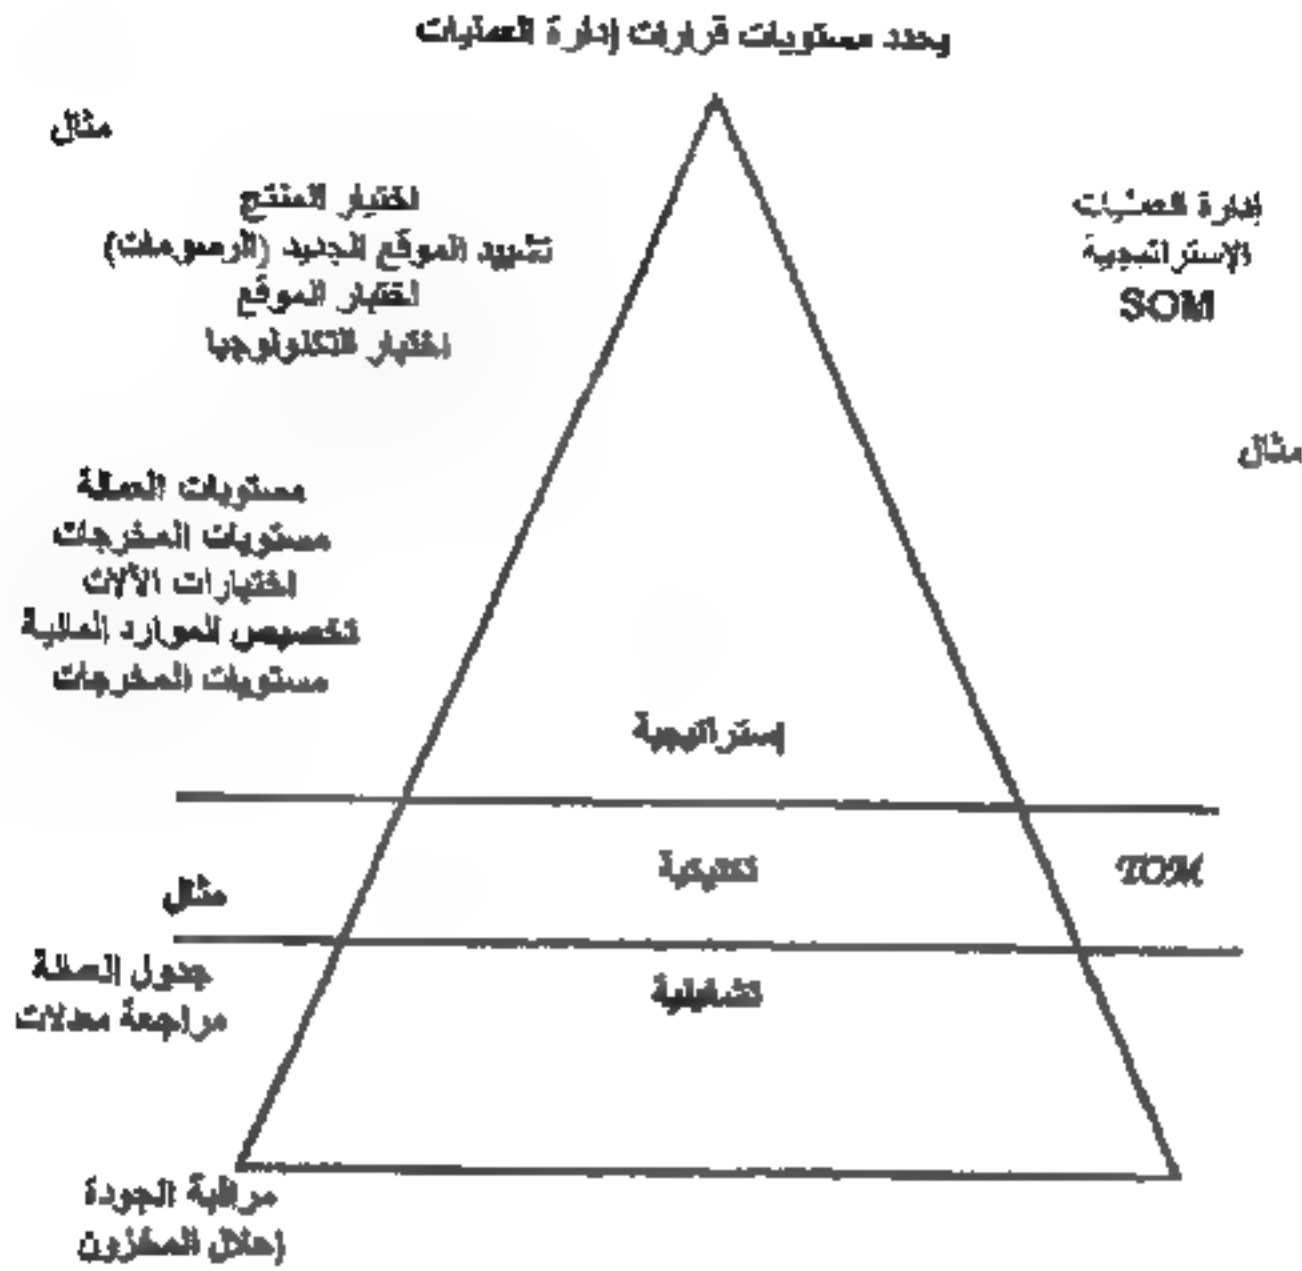 يحدد مستويات قرارات إدارة العمليات
مثال
اختيار المنتج
تشييد الموقع الجديد (الرسومات)
اختيار الموقع
اختيار التكنولوجيا
إدارة العمليات
الإستراتيجية
SOM
مثال
مستويات العمالة
مستويات المخرجات
اختيارات الآلات
تخصيص الموارد المالية
مستويات المخرجات
إستراتيجية
تكتيكية
TOM
مثال
تشغيلية
جدول العمالة
مراجعة معدلات
مراقبة الجودة
إحلال المخزون